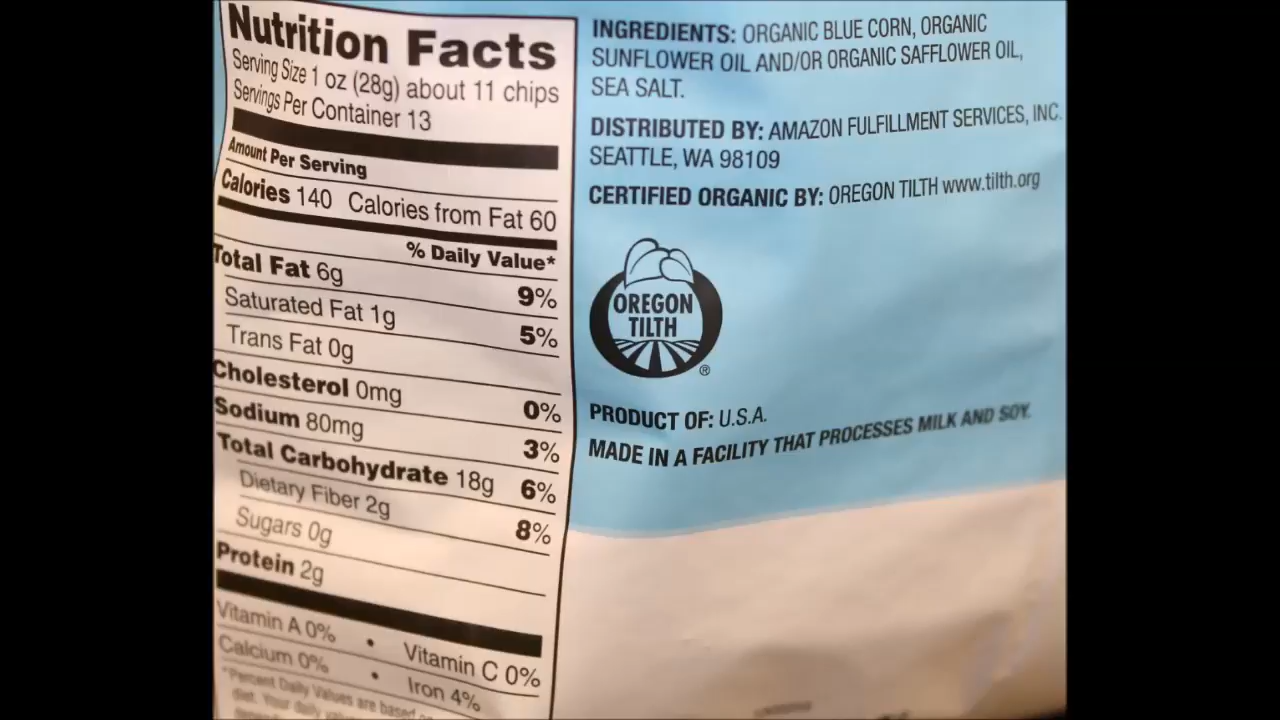 Nutrition Facts
Serving Size 1 oz (28g) about 11 chips
Servings Per Container 13
Amount Per Serving
Calories 140 Calories from Fat 60
% Daily Value*
Total Fat 6g 9%
Saturated Fat 1g 5%
Trans Fat 0g
Cholesterol 0mg 0%
Sodium 80mg 3%
Total Carbohydrate 18g 6%
Dietary Fiber 2g 8%
Sugars 0g
Protein 2g
Vitamin A 0% • Vitamin C 0%
Calcium 0% • Iron 4%
*Percent Daily Values are based
diet. Your daily
INGREDIENTS: ORGANIC BLUE CORN, ORGANIC
SUNFLOWER OIL AND/OR ORGANIC SAFFLOWER OIL,
SEA SALT.
DISTRIBUTED BY: AMAZON FULFILLMENT SERVICES, INC.
SEATTLE, WA 98109
CERTIFIED ORGANIC BY: OREGON TILTH www.tilth.org
OREGON
TILTH
®
PRODUCT OF: U.S.A.
MADE IN A FACILITY THAT PROCESSES MILK AND SOY.